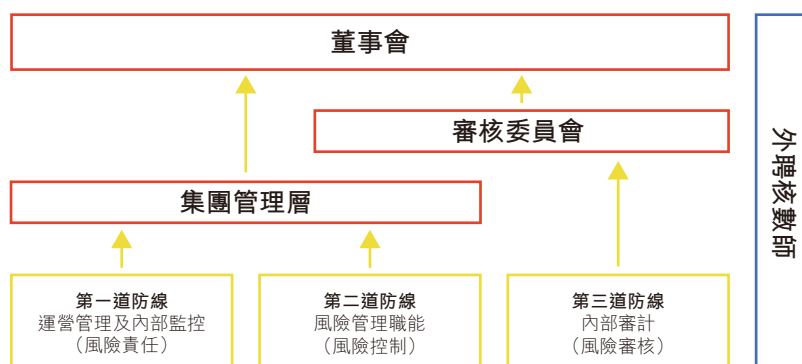 董事會
審核委員會
集團管理層
第一道防線
運營管理及內部監控
（風險責任）
第二道防線
風險管理職能
（風險控制）
第三道防線
內部審計
（風險審核）
外聘核數師